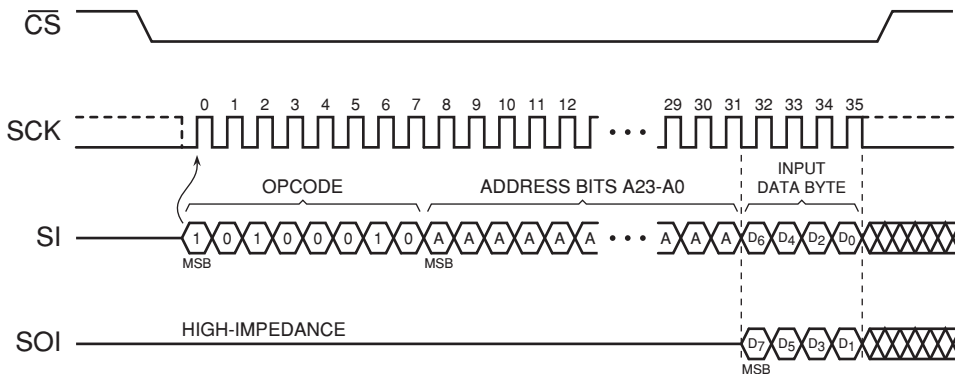 CS
0 1 2 3 4 5 6 7 8 9 10 11 12 29 30 31 32 33 34 35
SCK
OPCODE ADDRESS BITS A23-A0 INPUT
DATA BYTE
SI 1 0 1 0 0 0 1 0 A A A A A A A A A D6 D4 D2 D0
MSB MSB
HIGH-IMPEDANCE
SOI D7 D5 D3 D1
MSB